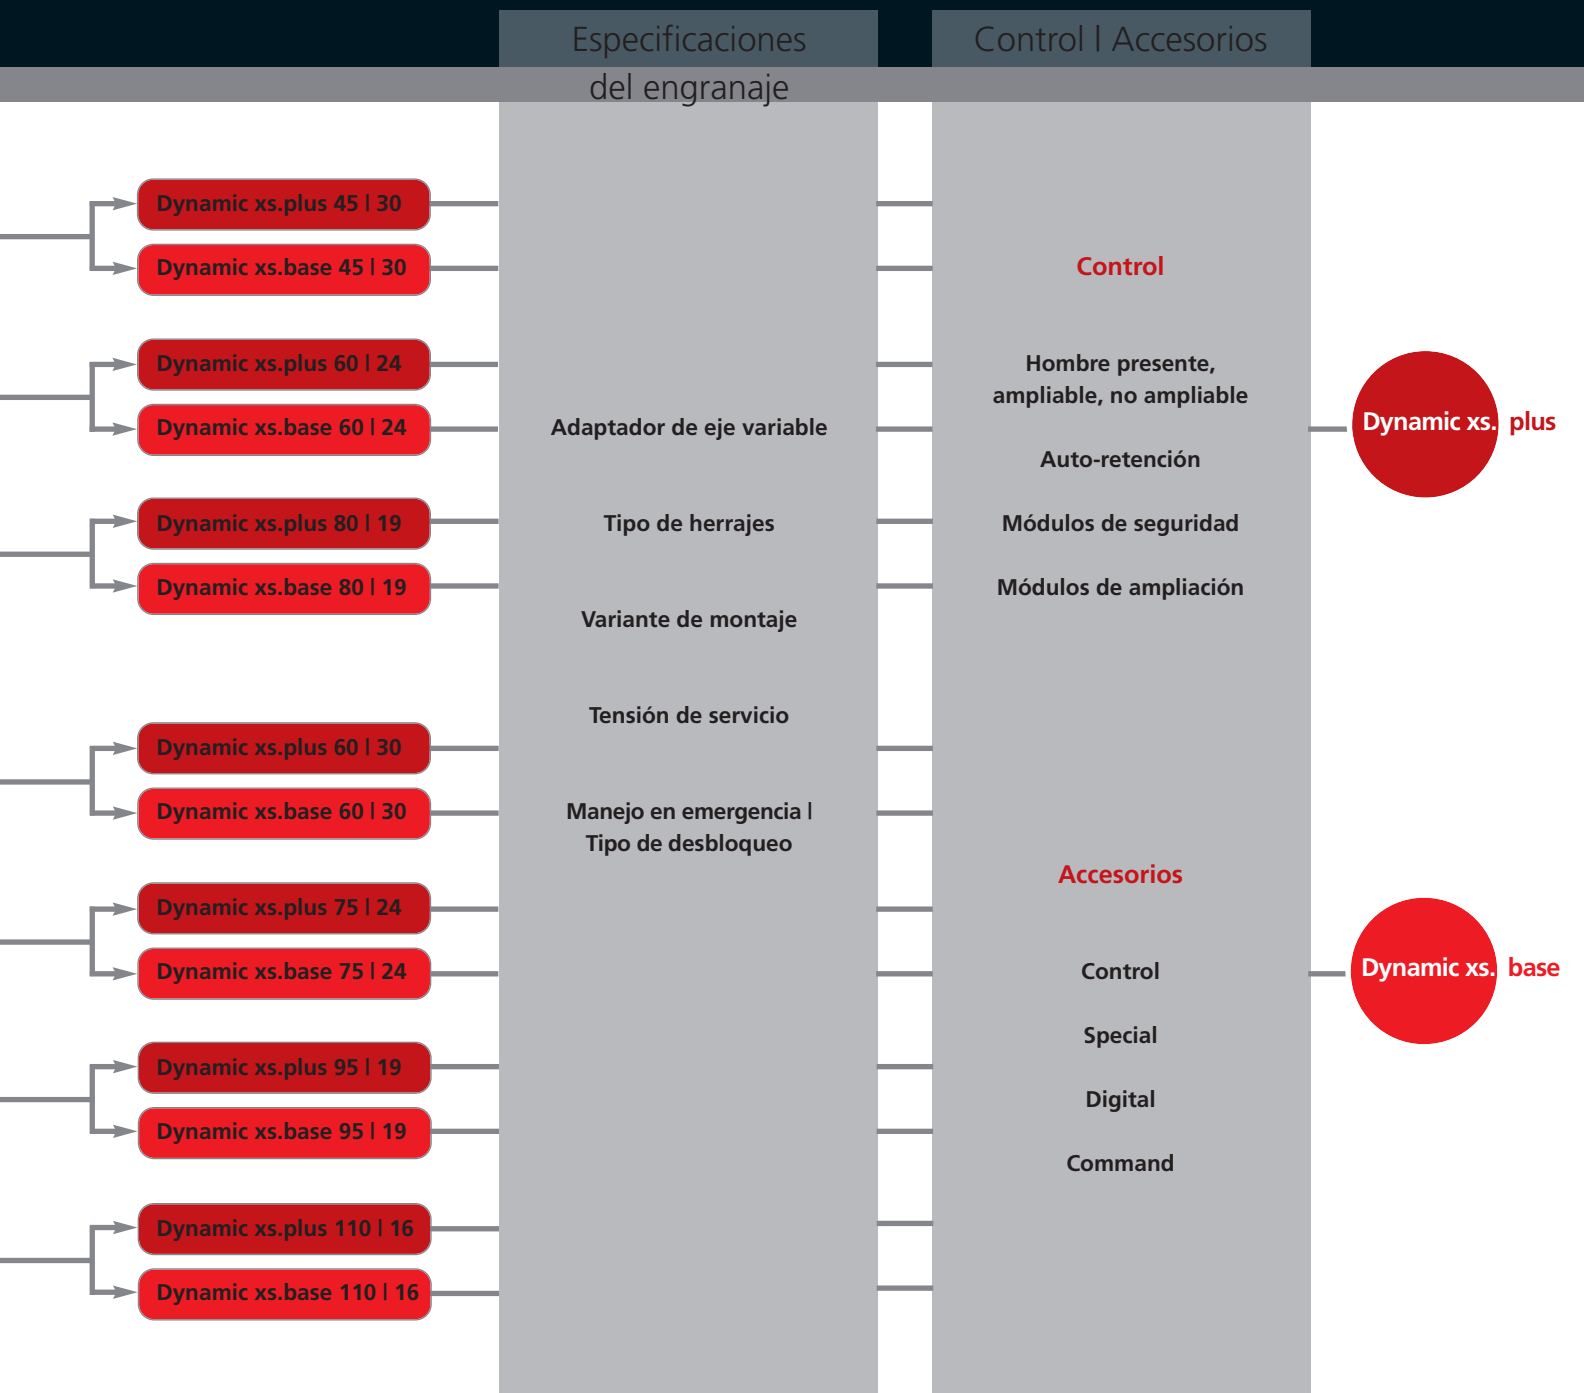 Especificaciones
del engranaje
Control | Accesorios
Dynamic xs.plus 45 | 30
Dynamic xs.base 45 | 30
Dynamic xs.plus 60 | 24
Dynamic xs.base 60 | 24
Dynamic xs.plus 80 | 19
Dynamic xs.base 80 | 19
Dynamic xs.plus 60 | 30
Dynamic xs.base 60 | 30
Dynamic xs.plus 75 | 24
Dynamic xs.base 75 | 24
Dynamic xs.plus 95 | 19
Dynamic xs.base 95 | 19
Dynamic xs.plus 110 | 16
Dynamic xs.base 110 | 16
Adaptador de eje variable
Tipo de herrajes
Variante de montaje
Tensión de servicio
Manejo en emergencia |
Tipo de desbloqueo
Control
Hombre presente,
ampliable, no ampliable
Auto-retención
Módulos de seguridad
Módulos de ampliación
Accesorios
Control
Special
Digital
Command
Dynamic xs. plus
Dynamic xs. base